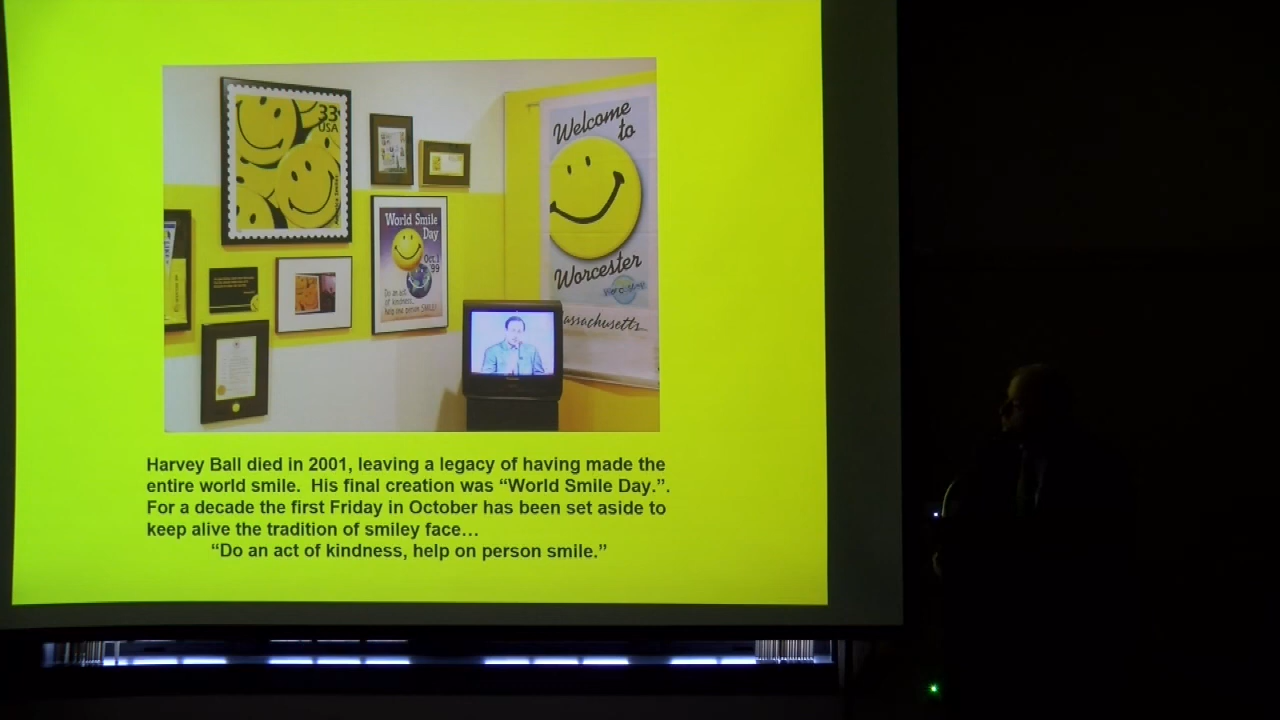 33
USA
World Smile
Day
Oct.1
'99
Do an act
of kindness...
help one person SMILE!
Welcome
to
Worcester
Massachusetts
Harvey Ball died in 2001, leaving a legacy of having made the
entire world smile.  His final creation was “World Smile Day.”.
For a decade the first Friday in October has been set aside to
keep alive the tradition of smiley face…
“Do an act of kindness, help on person smile.”